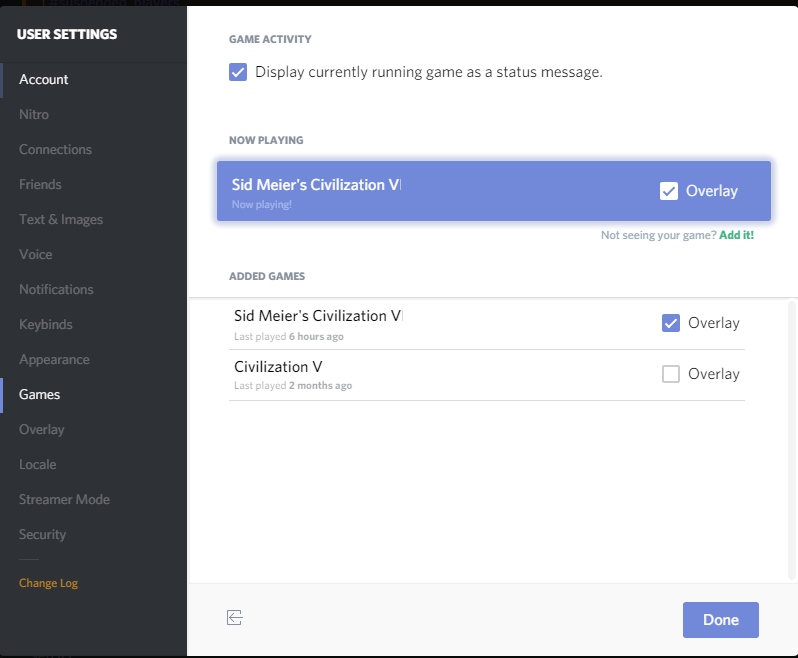 USER SETTINGS
Account
Nitro
Connections
Friends
Text & Images
Voice
Notifications
Keybinds
Appearance
Games
Overlay
Locale
Streamer Mode
Security
Change Log
GAME ACTIVITY
Display currently running game as a status message.
NOW PLAYING
Sid Meier's Civilization VI
Now playing!
Overlay
Not seeing your game? Add it!
ADDED GAMES
Sid Meier's Civilization VI
Last played 6 hours ago
Overlay
Civilization V
Last played 2 months ago
Overlay
Done